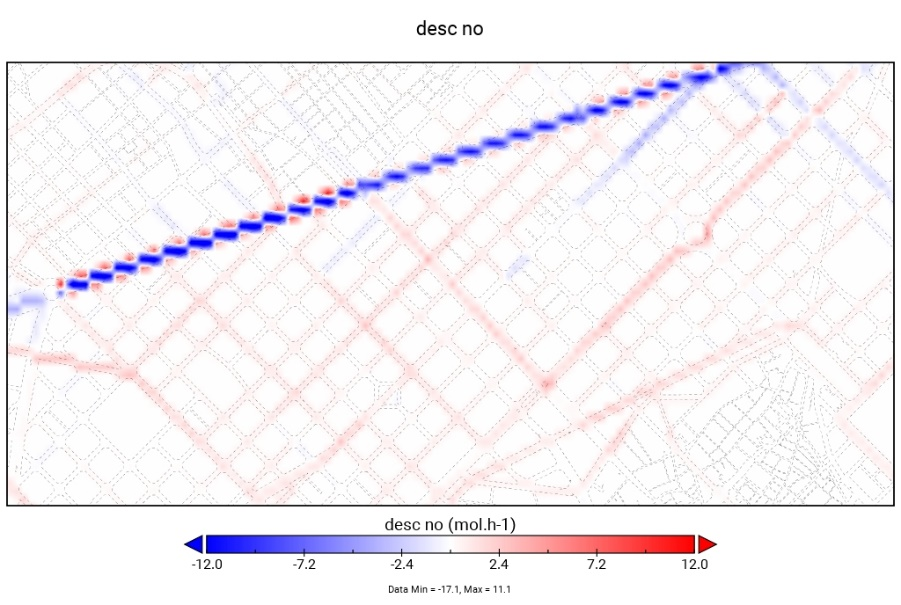 desc no
desc no (mol.h-1)
-12.0 -7.2 -2.4 2.4 7.2 12.0
Data Min = -17.1, Max = 11.1